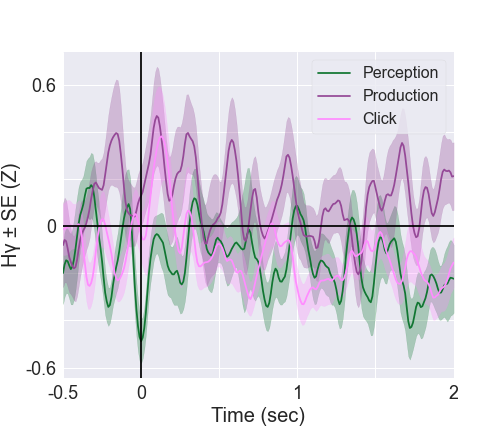 Perception
Production
Click
0.6
0
-0.6
Hγ ± SE (Z)
-0.5
0
1
2
Time (sec)